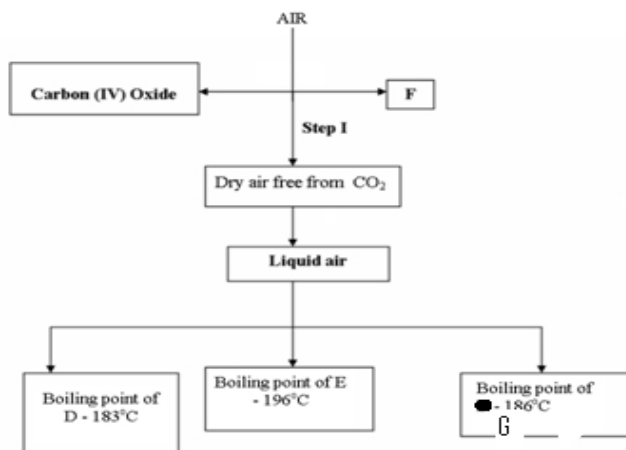 AIR
Carbon (IV) Oxide
F
Step I
Dry air free from CO₂
Liquid air
Boiling point of
D - 183°C
Boiling point of E
- 196°C
Boiling point of
- 186°C
G